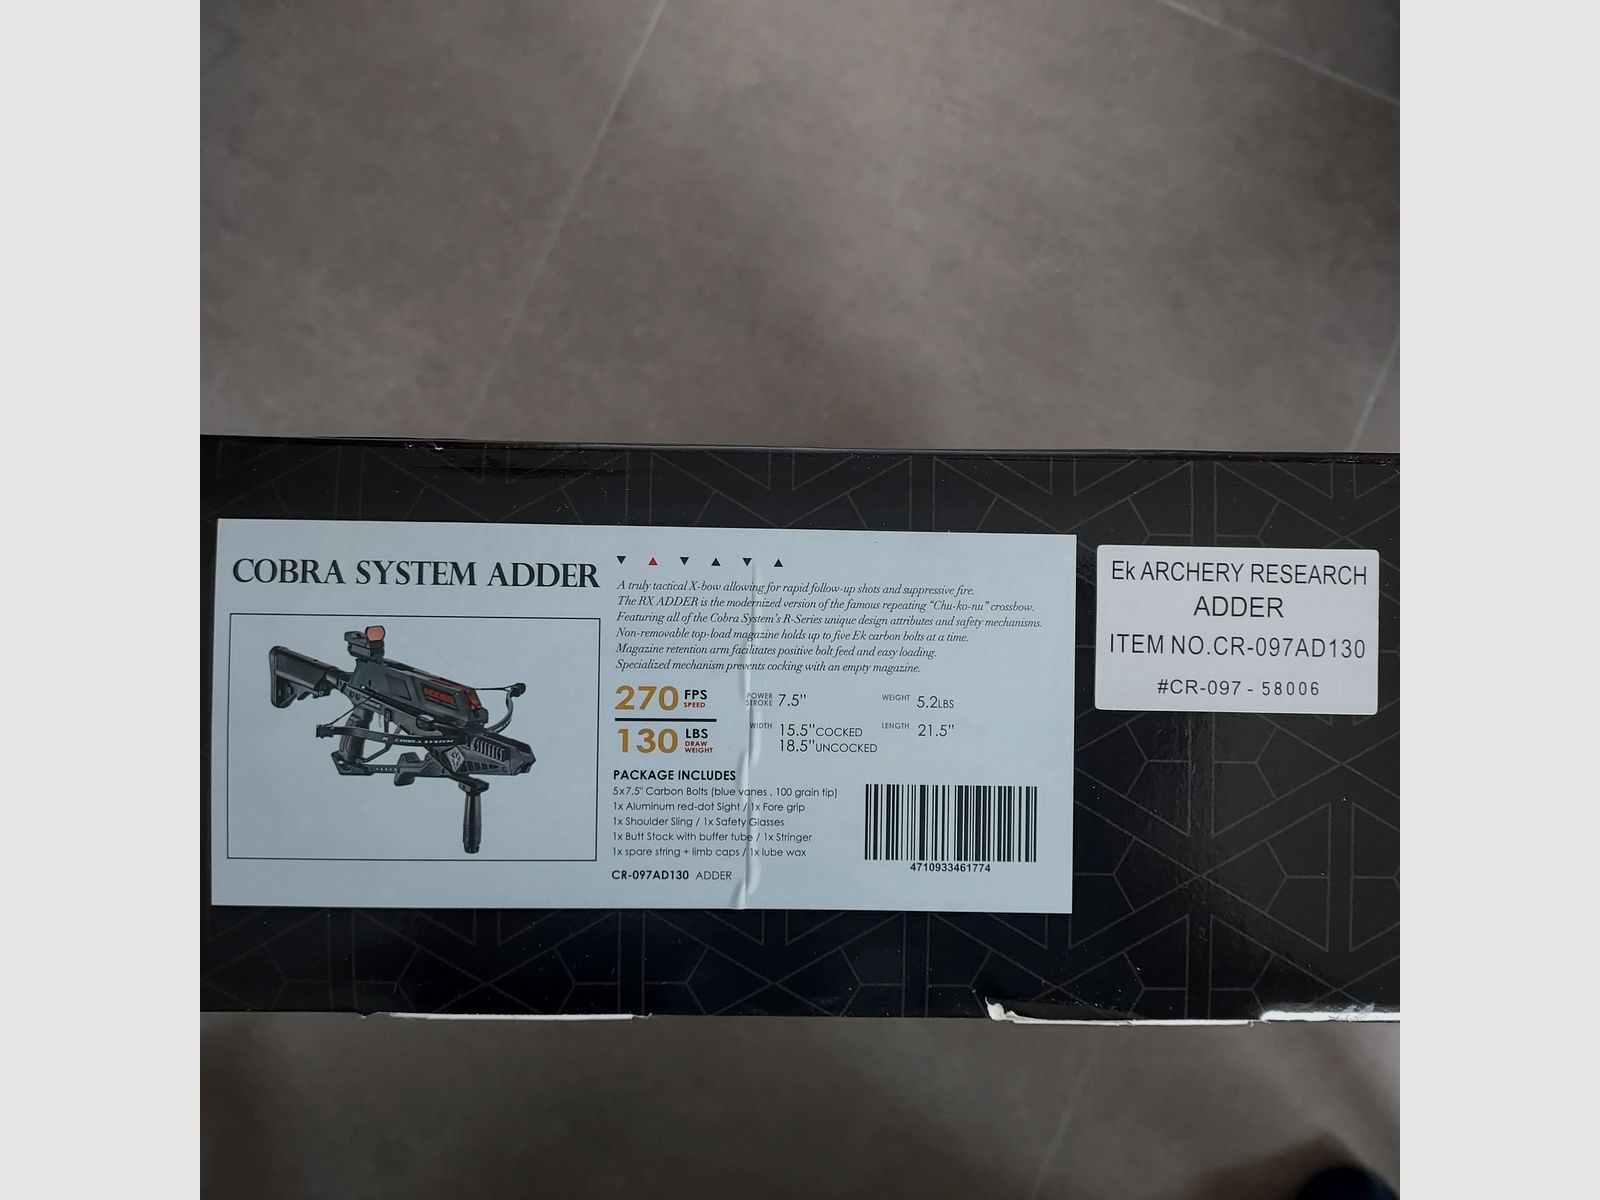 COBRA SYSTEM ADDER
A truly tactical X-bow allowing for rapid follow-up shots and suppressive fire.
The RX ADDER is the modernized version of the famous repeating "Chu-ko-nu" crossbow.
Featuring all of the Cobra System's R-Series unique design attributes and safety mechanisms.
Non-removable top-load magazine holds up to five Ek carbon bolts at a time.
Magazine retention arm facilitates positive bolt feed and easy loading.
Specialized mechanism prevents cocking with an empty magazine.
270 FPS SPEED
130 LBS DRAW WEIGHT
POWER STROKE 7.5"
WEIGHT 5.2LBS
WIDTH 15.5"COCKED
18.5"UNCOCKED
LENGTH 21.5"
PACKAGE INCLUDES
5x7.5" Carbon Bolts (blue vanes , 100 grain tip)
1x Aluminum red-dot Sight / 1x Fore grip
1x Shoulder Sling / 1x Safety Glasses
1x Butt Stock with buffer tube / 1x Stringer
1x spare string + limb caps / 1x lube wax
CR-097AD130 ADDER
4710933461774
ADDER
COBRA SYSTEM
Ek ARCHERY RESEARCH
ADDER
ITEM NO.CR-097AD130
#CR-097 - 58006